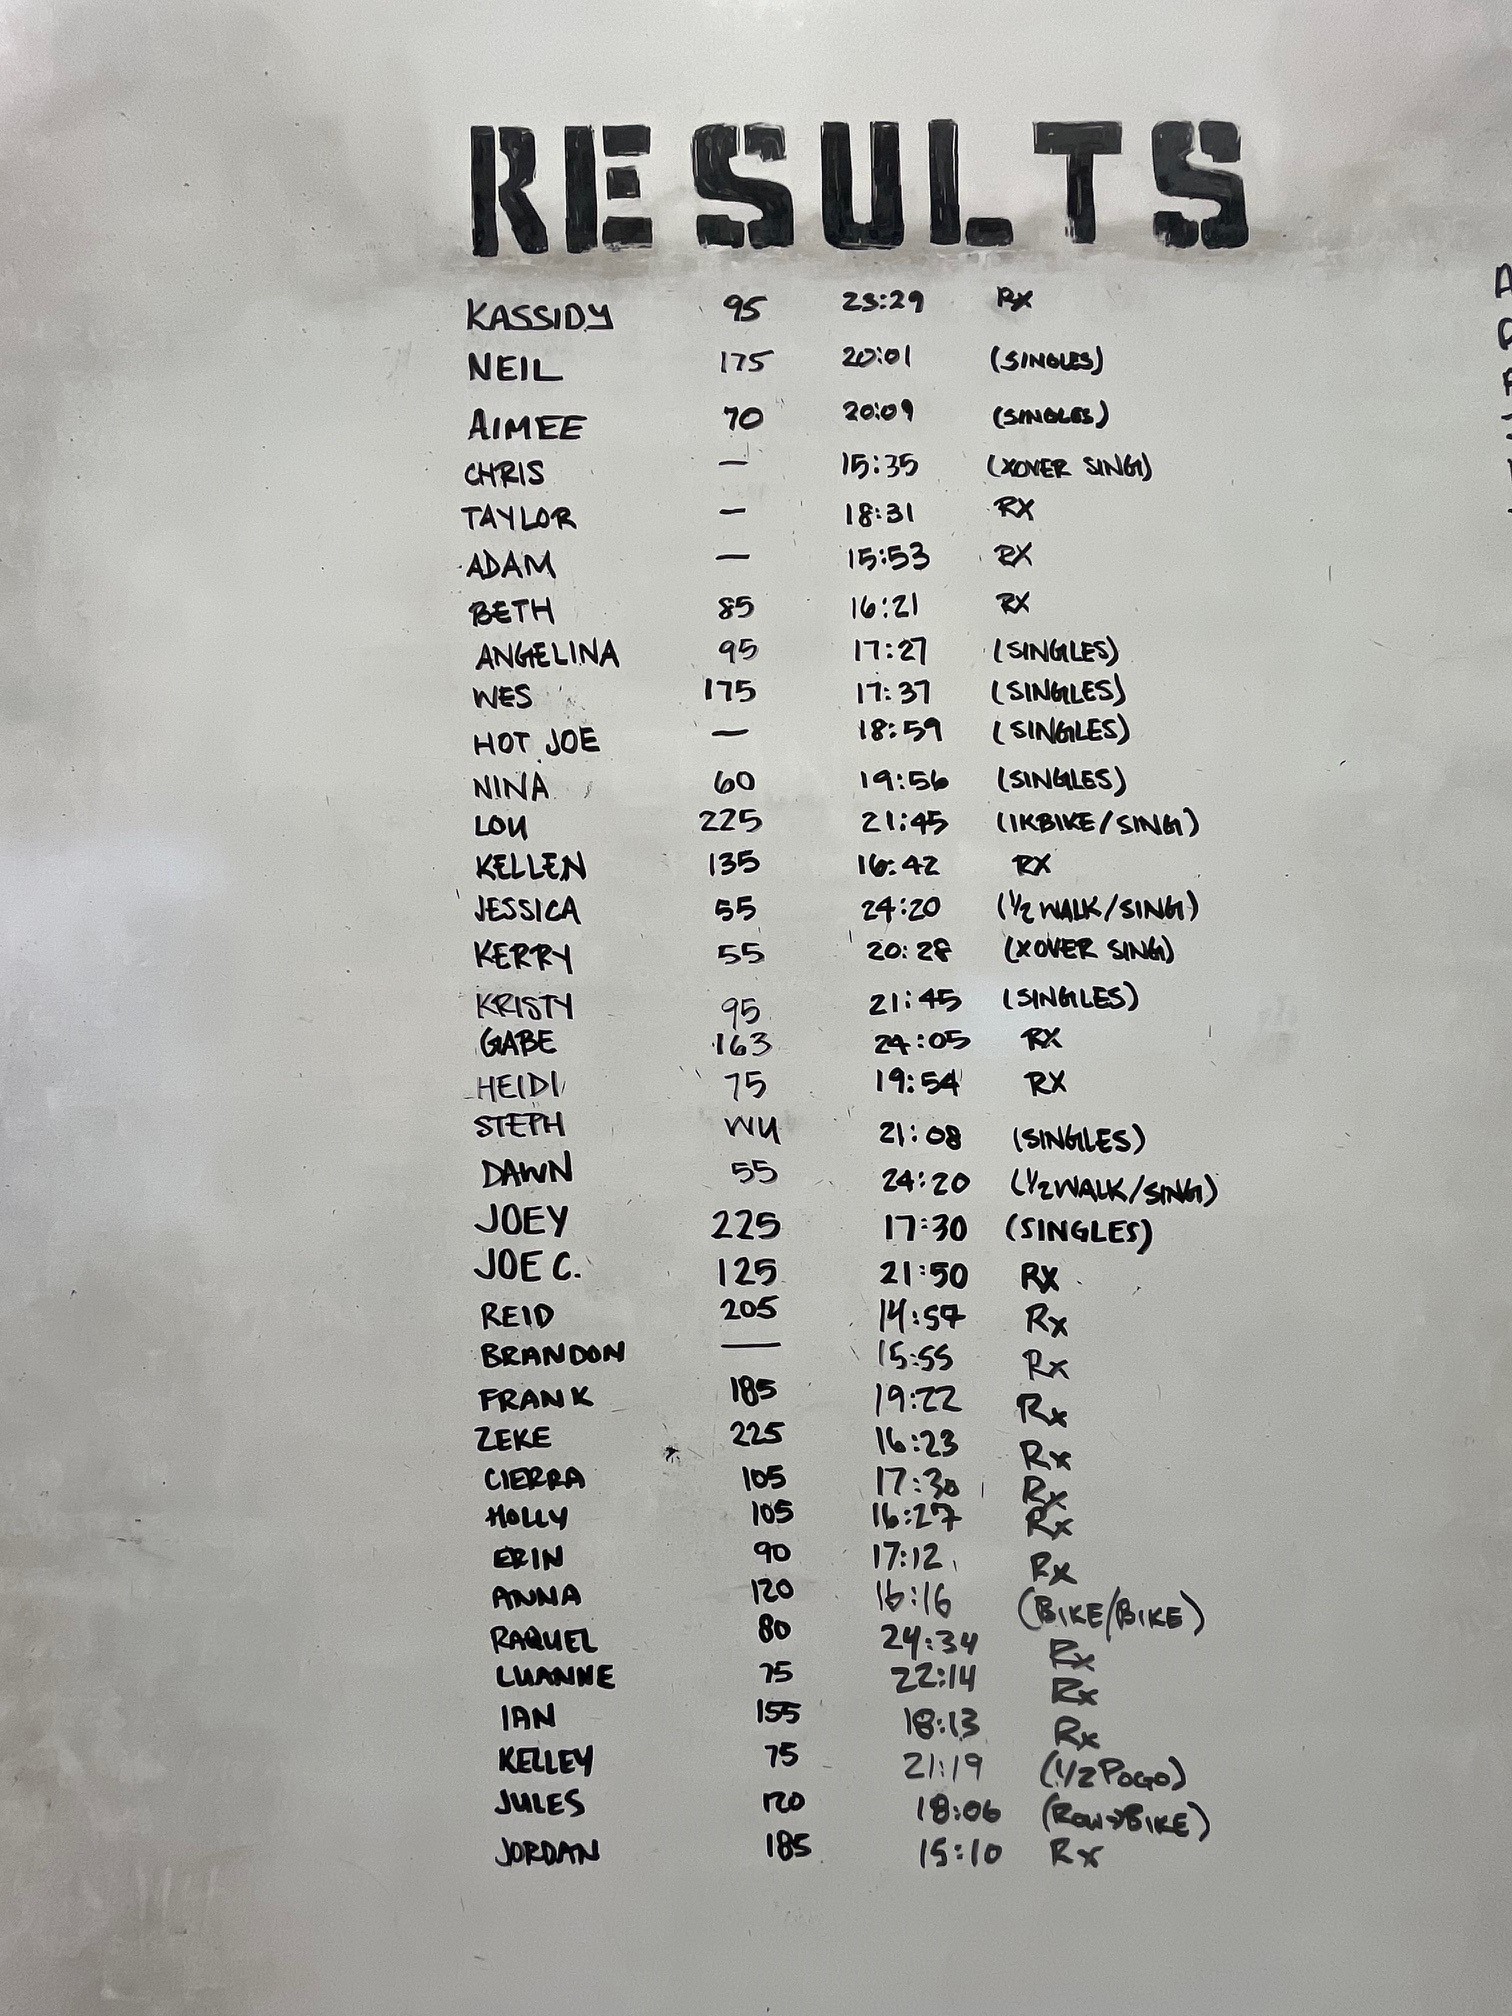 RESULTS
KASSIDY 95 23:29 Rx
NEIL 175 20:01 (SINGLES)
AIMEE 70 20:09 (SINGLES)
CHRIS — 15:35 (XOVER SING)
TAYLOR — 18:31 RX
ADAM — 15:53 RX
BETH 85 16:21 RX
ANGELINA 95 17:27 (SINGLES)
WES 175 17:37 (SINGLES)
HOT JOE — 18:59 (SINGLES)
NINA 60 19:56 (SINGLES)
LOU 225 21:45 (1KBIKE/SING)
KELLEN 135 16:42 RX
JESSICA 55 24:20 (1/2 WALK/SING)
KERRY 55 20:28 (XOVER SING)
KRISTY 95 21:45 (SINGLES)
GABE 163 24:05 RX
HEIDI 75 19:54 RX
STEPH WU 21:08 (SINGLES)
DAWN 55 24:20 (1/2 WALK/SING)
JOEY 225 17:30 (SINGLES)
JOE C. 125 21:50 RX
REID 205 14:57 Rx
BRANDON — 15:55 Rx
FRANK 185 19:22 Rx
ZEKE 225 16:23 Rx
CIERRA 105 17:30 Rx
HOLLY 105 16:27 Rx
ERIN 90 17:12 Rx
ANNA 120 16:16 (BIKE/BIKE)
RAQUEL 80 24:34 Rx
LUANNE 75 22:14 Rx
IAN 155 18:13 Rx
KELLEY 75 21:19 (1/2 POGO)
JULES 120 18:06 (ROW→BIKE)
JORDAN 185 15:10 Rx